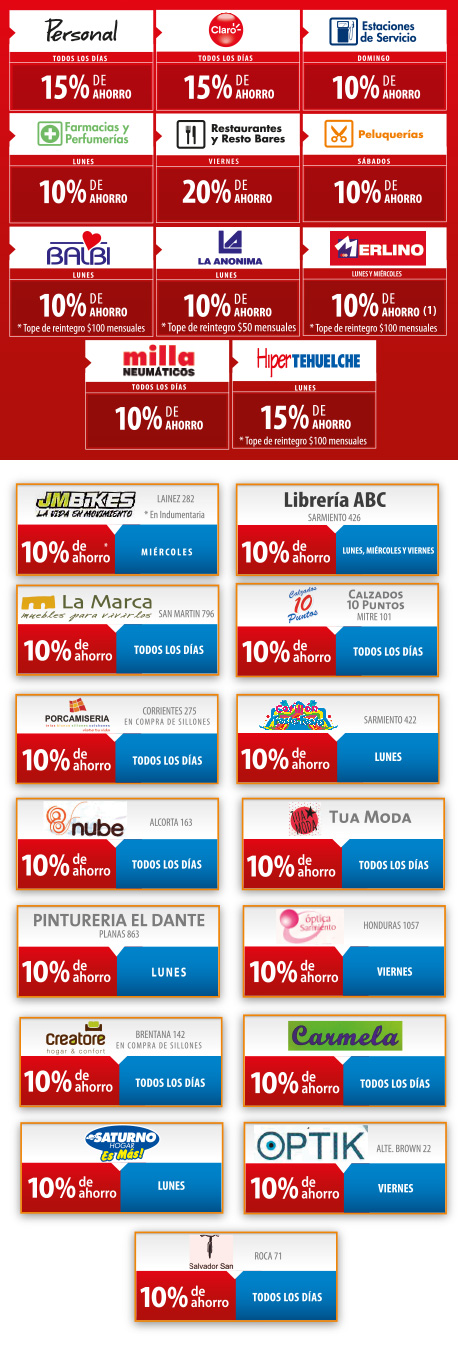 Personal
TODOS LOS DÍAS
15% DE AHORRO
Claro
TODOS LOS DÍAS
15% DE AHORRO
Estaciones
de Servicio
DOMINGO
10% DE AHORRO
Farmacias y
Perfumerías
LUNES
10% DE AHORRO
Restaurantes
y Resto Bares
VIERNES
20% DE AHORRO
Peluquerías
SÁBADOS
10% DE AHORRO
BALBI
LUNES
10% DE AHORRO
* Tope de reintegro $100 mensuales
LA ANONIMA
LUNES
10% DE AHORRO
* Tope de reintegro $50 mensuales
MERLINO
LUNES Y MIÉRCOLES
10% DE AHORRO (1)
* Tope de reintegro $100 mensuales
milla
NEUMÁTICOS
TODOS LOS DÍAS
10% DE AHORRO
HiperTEHUELCHE
LUNES
15% DE AHORRO
* Tope de reintegro $100 mensuales
JMBIKES
LA VIDA EN MOVIMIENTO
LAINEZ 282
* En Indumentaria
10% de ahorro *
MIÉRCOLES
Librería ABC
SARMIENTO 426
10% de ahorro
LUNES, MIÉRCOLES Y VIERNES
La Marca
muebles para vivirlos
SAN MARTIN 796
10% de ahorro
TODOS LOS DÍAS
Calzados
10
Puntos
CALZADOS
10 PUNTOS
MITRE 101
10% de ahorro
TODOS LOS DÍAS
PORCAMISERIA
CORRIENTES 275
EN COMPRA DE SILLONES
10% de ahorro
TODOS LOS DÍAS
SARMIENTO 422
10% de ahorro
LUNES
nube
ALCORTA 163
10% de ahorro
TODOS LOS DÍAS
TUA MODA
TUA MODA
10% de ahorro
TODOS LOS DÍAS
PINTURERIA EL DANTE
PLANAS 863
10% de ahorro
LUNES
óptica
Sarmiento
HONDURAS 1057
10% de ahorro
VIERNES
creatore
hogar & confort
BRENTANA 142
EN COMPRA DE SILLONES
10% de ahorro
TODOS LOS DÍAS
Carmela
10% de ahorro
TODOS LOS DÍAS
SATURNO
HOGAR
Es Más!
10% de ahorro
LUNES
OPTIK
ALTE. BROWN 22
10% de ahorro
VIERNES
Salvador San
ROCA 71
10% de ahorro
TODOS LOS DÍAS